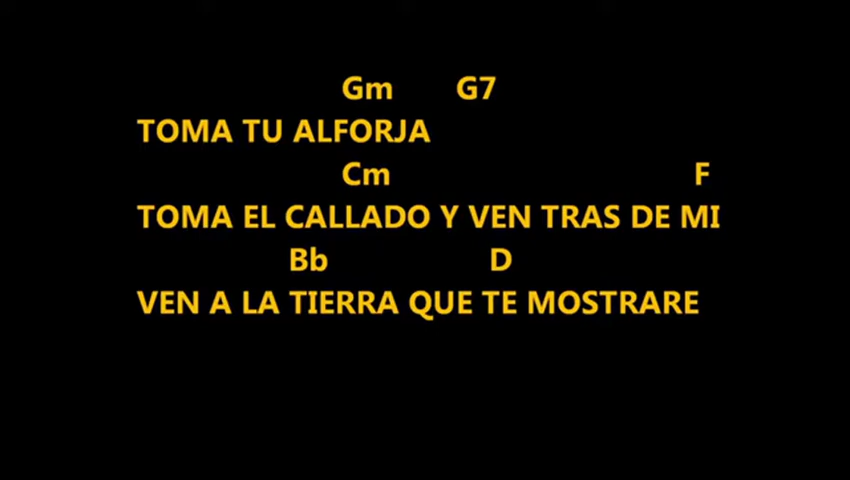 Gm G7
TOMA TU ALFORJA
Cm F
TOMA EL CALLADO Y VEN TRAS DE MI
Bb D
VEN A LA TIERRA QUE TE MOSTRARE